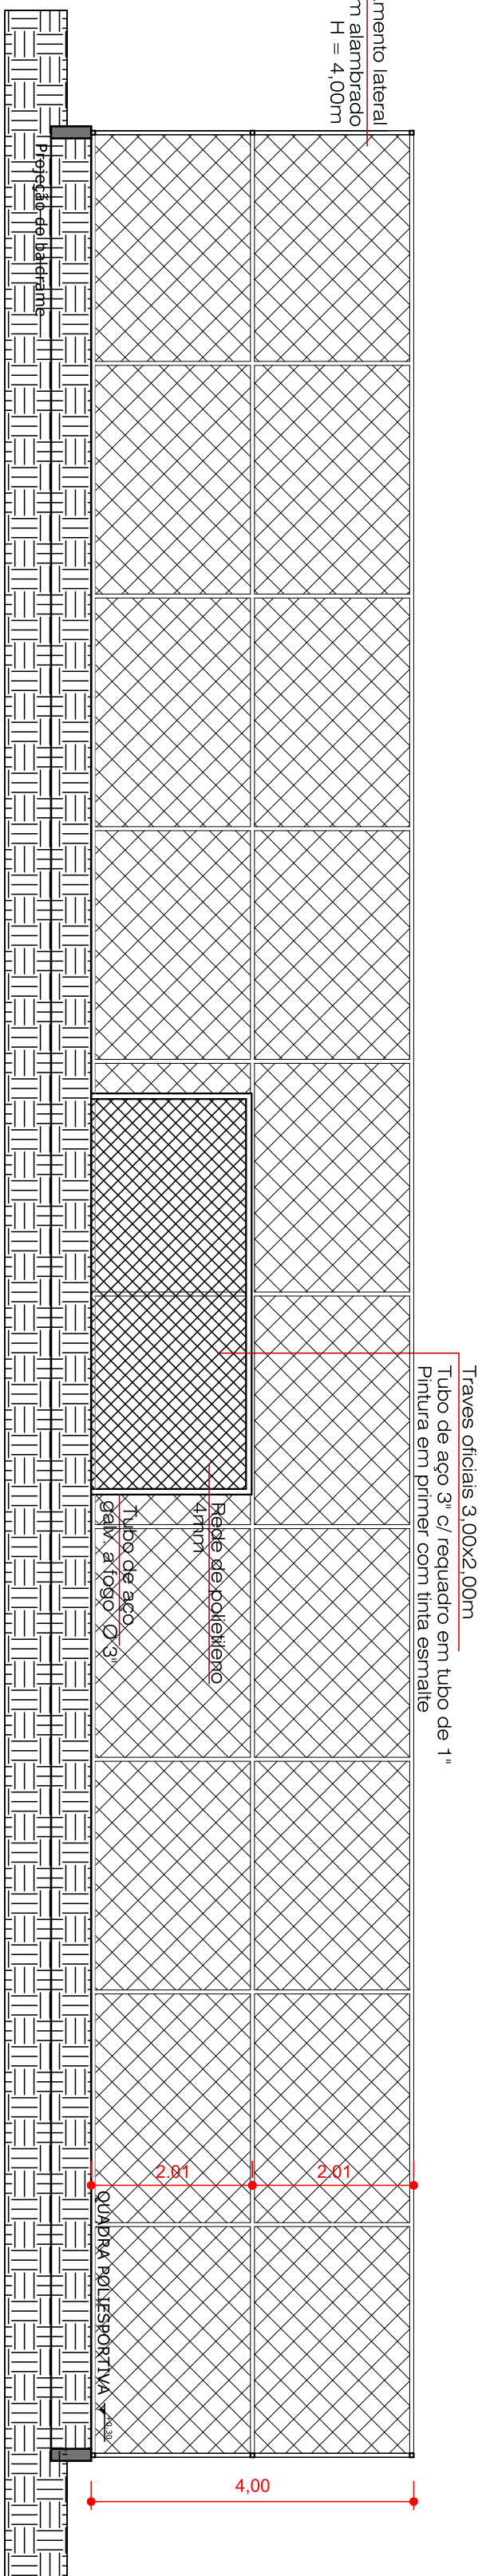 mento lateral
m alambrado
H = 4,00m
Projeção do baldrame
Traves oficiais 3,00x2,00m
Tubo de aço 3" c/ requadro em tubo de 1"
Pintura em primer com tinta esmalte
Rede de polietileno
4mm
Tubo de aço
Galv. a fogo Ø 3"
2.01
2.01
QUADRA POLIESPORTIVA
+0.30
4,00